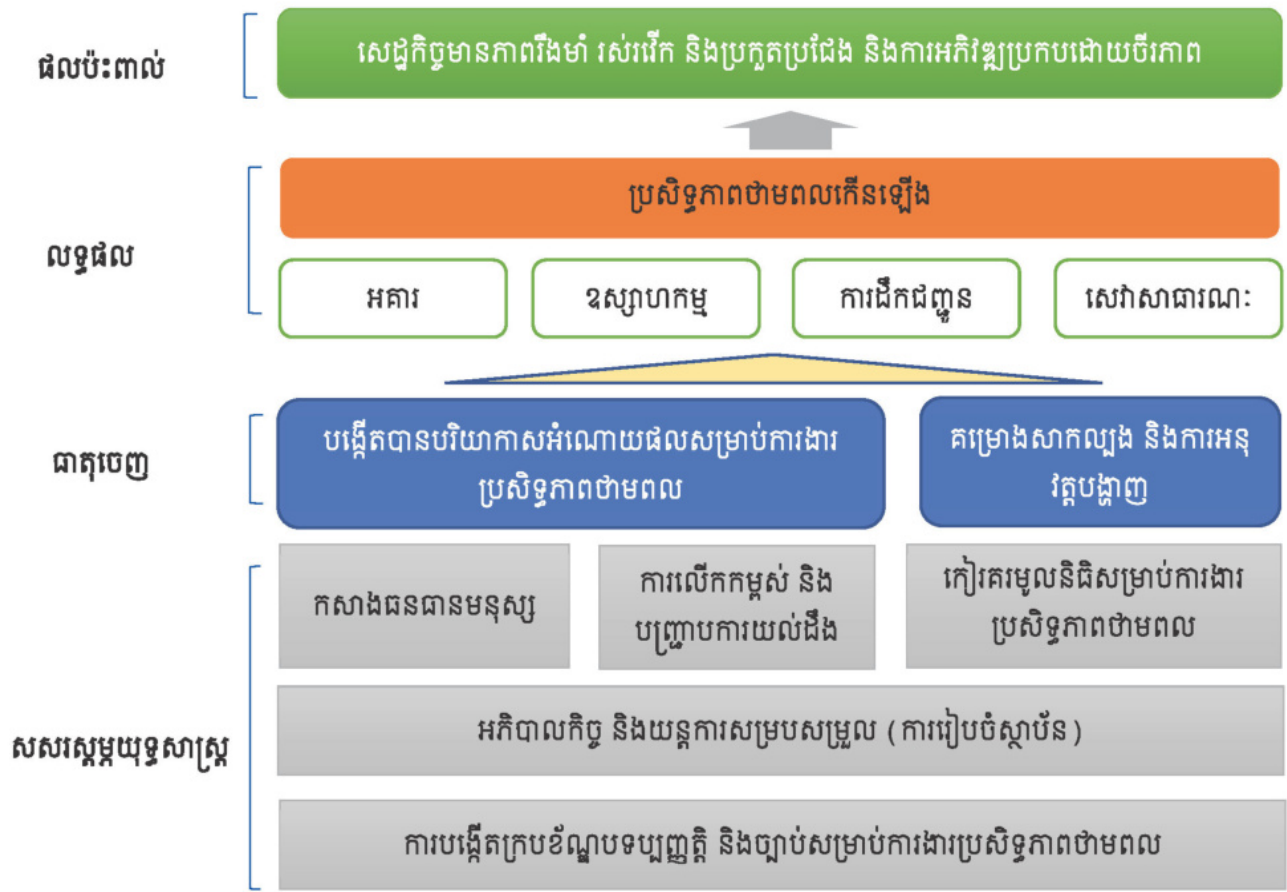 ផលប៉ះពាល់
សេដ្ឋកិច្ចមានភាពរឹងមាំ រស់រវើក និងប្រកួតប្រជែង និងការអភិវឌ្ឍប្រកបដោយចីរភាព
លទ្ធផល
ប្រសិទ្ធភាពថាមពលកើនឡើង
អគារ
ឧស្សាហកម្ម
ការដឹកជញ្ជូន
សេវាសាធារណៈ
ធាតុចេញ
បង្កើតបានបរិយាកាសអំណោយផលសម្រាប់ការងារ
ប្រសិទ្ធភាពថាមពល
គម្រោងសាកល្បង និងការអនុ
វត្តបង្ហាញ
សសរស្តម្ភយុទ្ធសាស្ត្រ
កសាងធនធានមនុស្ស
ការលើកកម្ពស់ និង
បញ្ជ្រាបការយល់ដឹង
កៀរគរមូលនិធិសម្រាប់ការងារ
ប្រសិទ្ធភាពថាមពល
អភិបាលកិច្ច និងយន្តការសម្របសម្រួល (ការរៀបចំស្ថាប័ន)
ការបង្កើតក្របខ័ណ្ឌបទប្បញ្ញត្តិ និងច្បាប់សម្រាប់ការងារប្រសិទ្ធភាពថាមពល